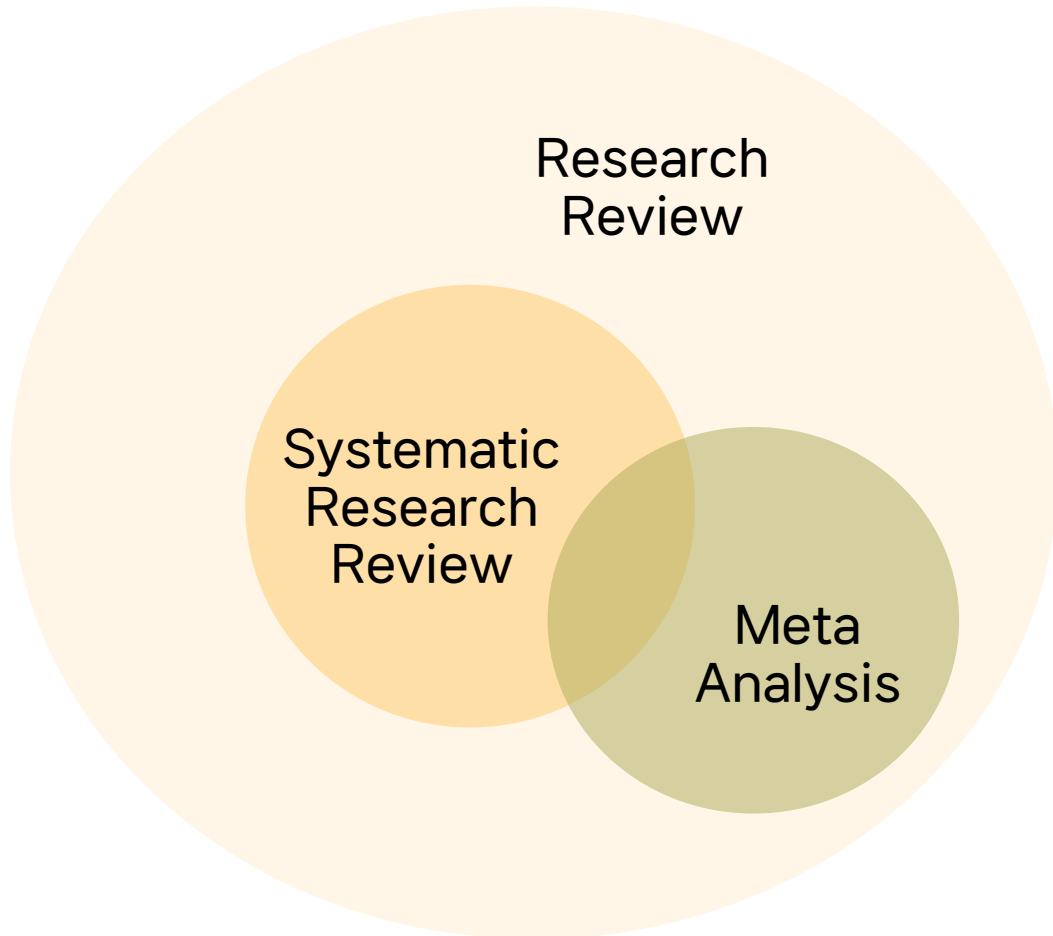 Research
Review
Systematic
Research
Review
Meta
Analysis